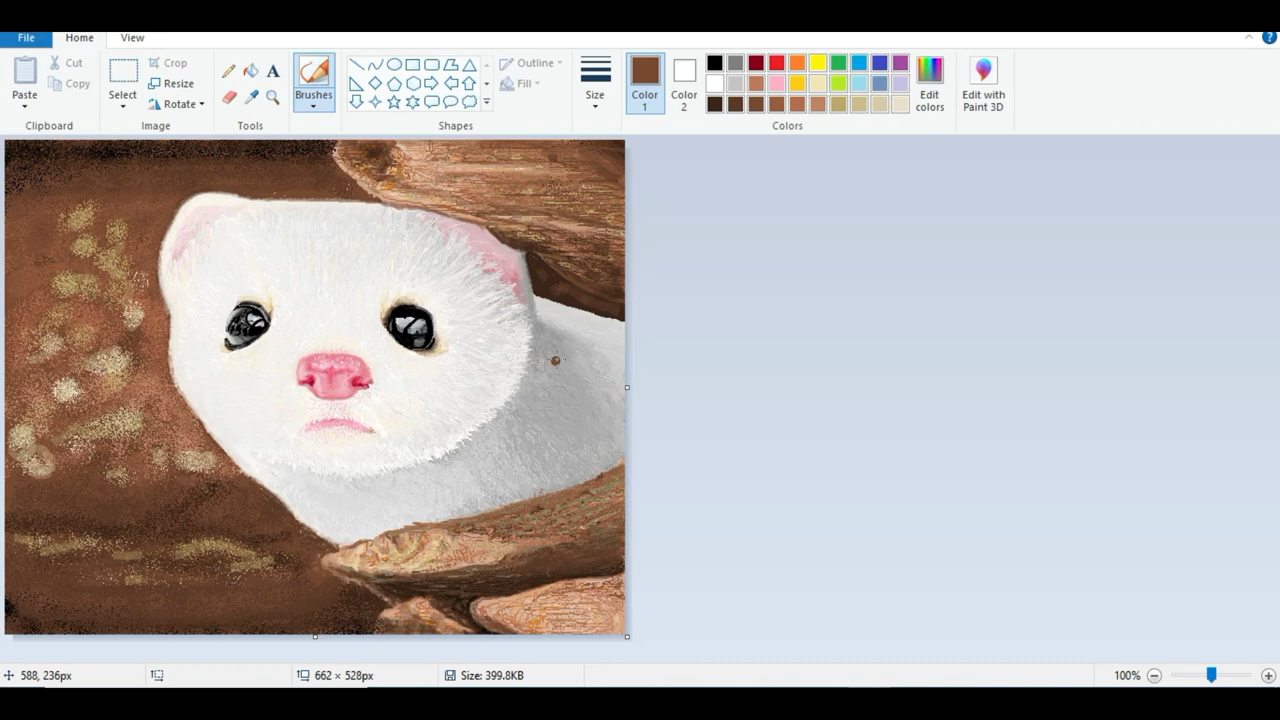 File Home View
Paste Cut Copy Clipboard
Select Crop Resize Rotate Image
A Tools
Brushes
Outline Fill Shapes
Size
Color 1 Color 2 Edit colors Colors
Edit with Paint 3D
?
588, 236px 662 × 528px Size: 399.8KB 100%